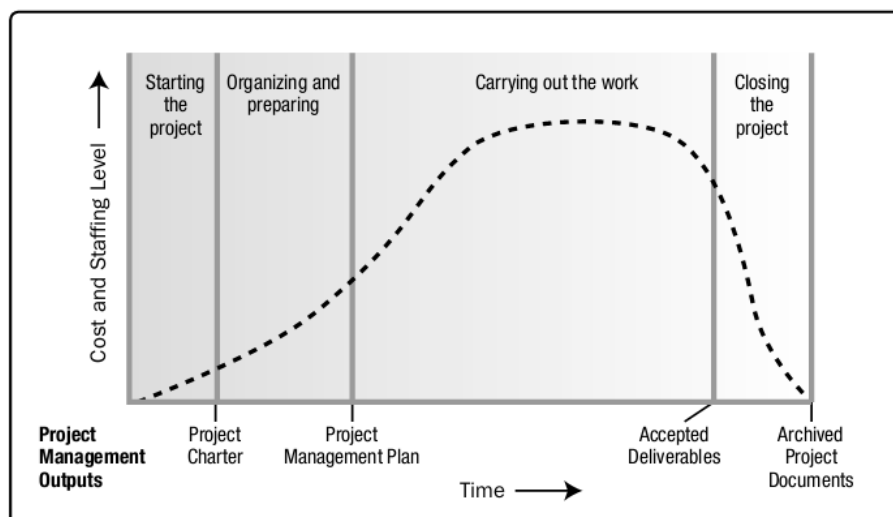 Starting
the
project
Organizing and
preparing
Carrying out the work
Closing
the
project
Cost and Staffing Level
Project
Management
Outputs
Project
Charter
Project
Management Plan
Accepted
Deliverables
Archived
Project
Documents
Time